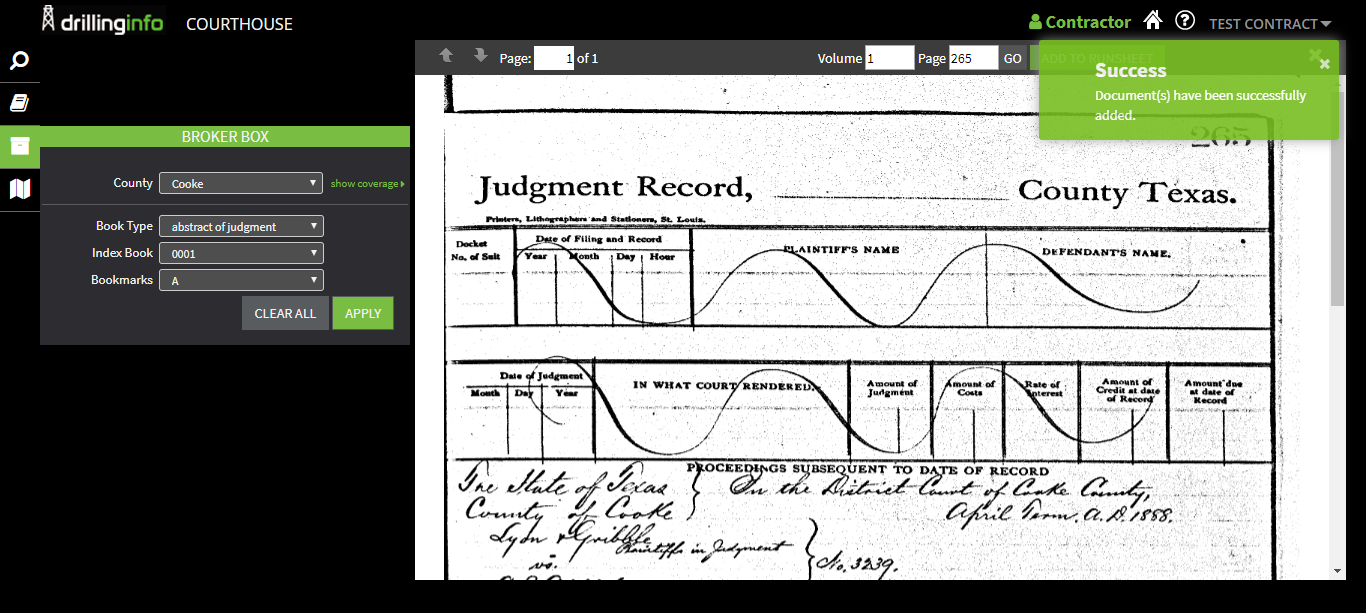 drillinginfo COURTHOUSE
Contractor
TEST CONTRACT
Page: 1 of 1
Volume 1 Page 265 GO ADD TO RUNSHEET
Success
Document(s) have been successfully
added.
BROKER BOX
County Cooke show coverage
Book Type abstract of judgment
Index Book 0001
Bookmarks A
CLEAR ALL APPLY
265
Judgment Record, County Texas.
Printers, Lithographers and Stationers, St. Louis.
Docket
No. of Suit
Date of Filing and Record
Year Month Day Hour
PLAINTIFF'S NAME
DEFENDANT'S NAME.
Date of Judgment
Month Day Year
IN WHAT COURT RENDERED.
Amount of
Judgment
Amount of
Costs
Rate of
Interest
Amount of
Credit at date
of Record
Amount due
at date of
Record
PROCEEDINGS SUBSEQUENT TO DATE OF RECORD
The State of Texas } In the District Court of Cooke County,
County of Cooke April Term, A.D. 1888.
Lyon & Gribble
Plaintiffs in Judgment
vs. } No. 3239.